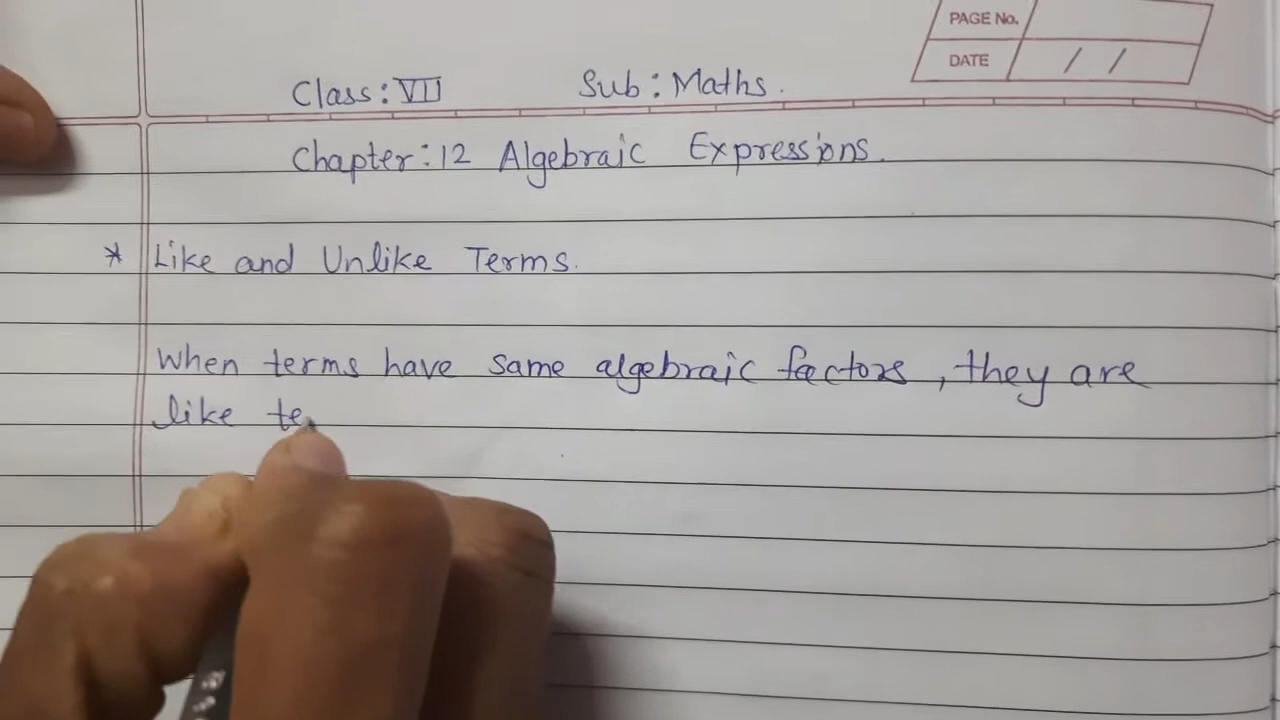 PAGE No.
DATE / /
Class: VII Sub: Maths.
Chapter: 12 Algebraic Expressions.
* Like and Unlike Terms.
When terms have same algebraic factors, they are
like te